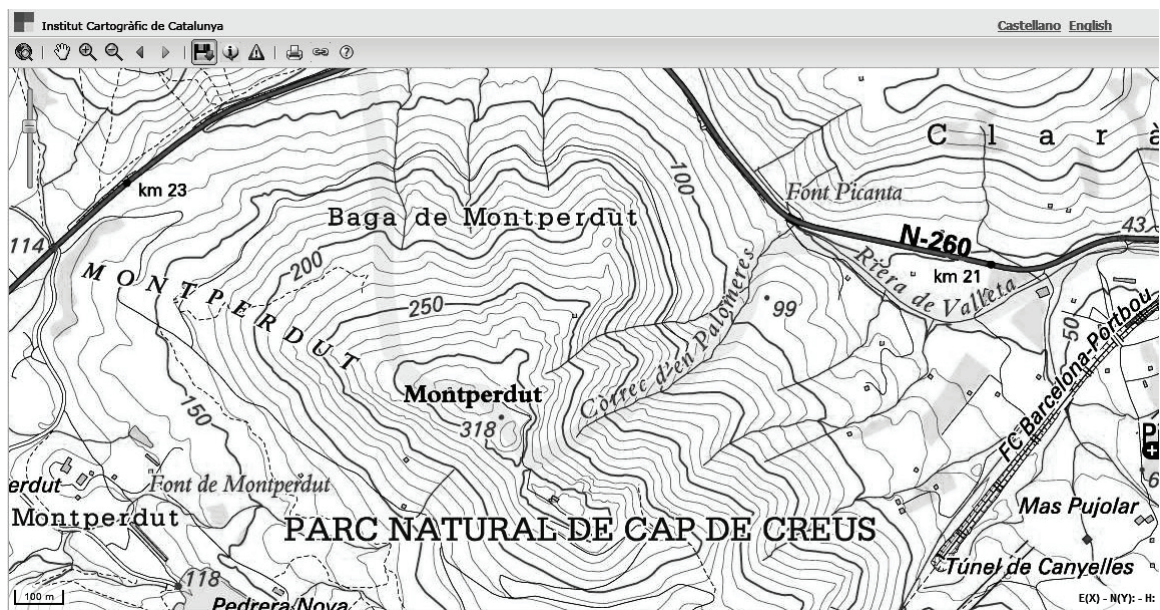 Institut Cartogràfic de Catalunya
Castellano English
C l a r à
km 23
100
Font Picanta
Baga de Montperdut
N-260
43
114
km 21
Riera de Valleta
200
MONTPERDUT
250
99
50
FC Barcelona-Portbou
Còrrec d'en Palomeres
Montperdut
318
150
erdut
Font de Montperdut
Montperdut
PARC NATURAL DE CAP DE CREUS
Mas Pujolar
Túnel de Canyelles
118
100 m
Pedrera Nova
E(X) - N(Y): - H: